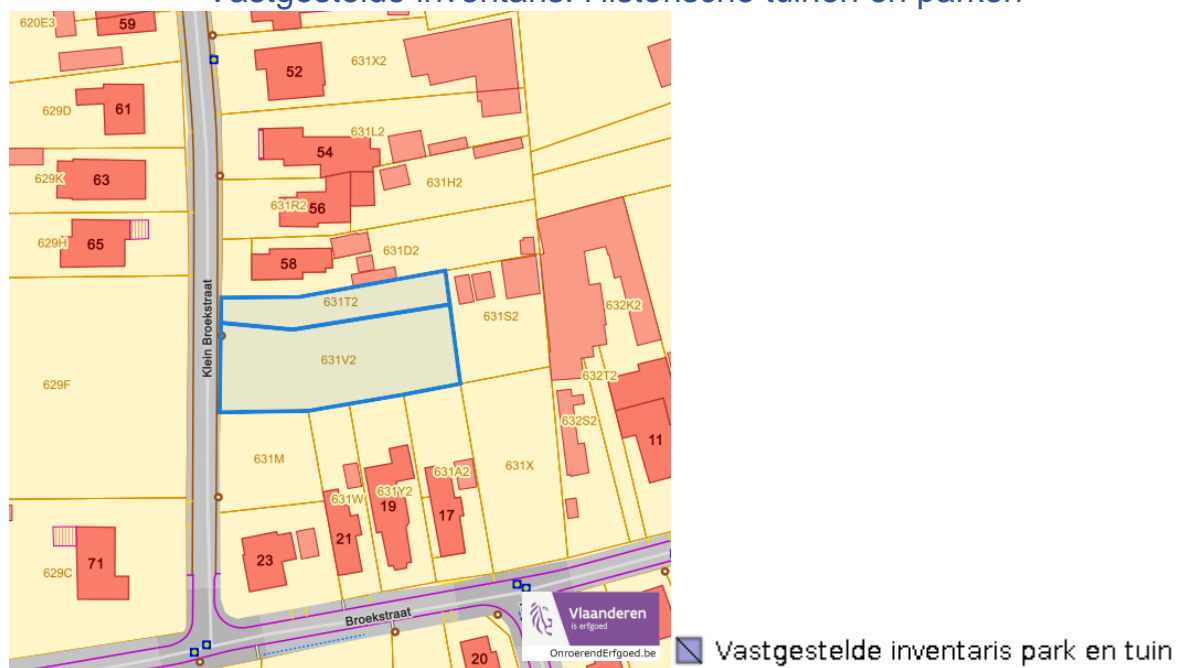 Vastgestelde inventaris: Historische tuinen en parken
620E3
59
52
631X2
629D
61
631L2
54
629K
63
631H2
631R2
56
629H
65
631D2
58
631T2
631S2
632K2
Klein Broekstraat
631V2
629F
632T2
632S2
11
631M
631X
631A2
631W
631Y2
19
17
21
23
71
629C
Broekstraat
20
Vlaanderen
is erfgoed
OnroerendErfgoed.be
Vastgestelde inventaris park en tuin